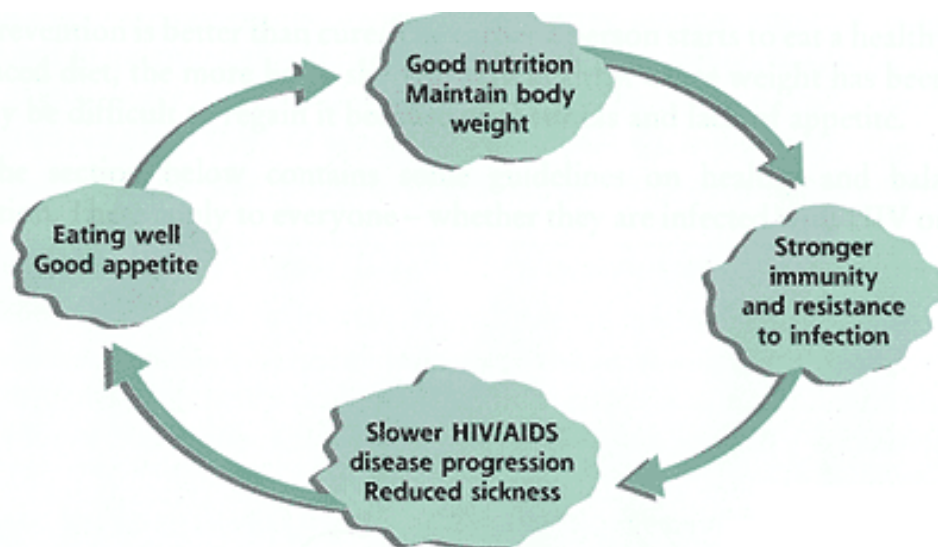 Good nutrition
Maintain body
weight
Stronger
immunity
and resistance
to infection
Slower HIV/AIDS
disease progression
Reduced sickness
Eating well
Good appetite